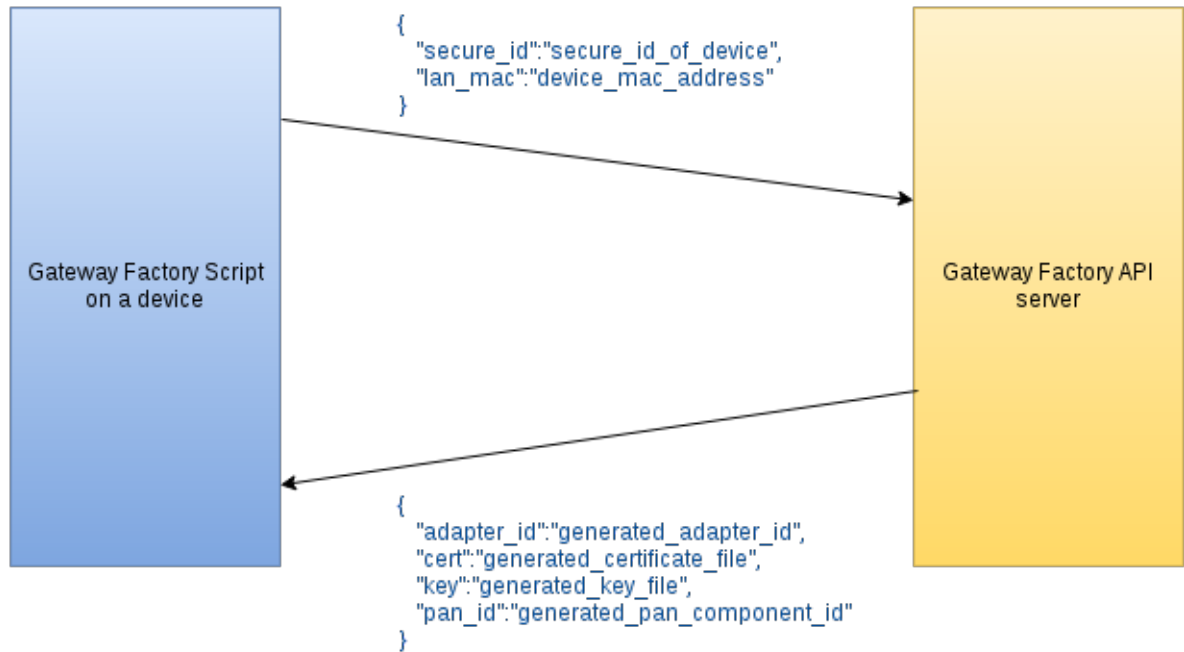 {
"secure_id":"secure_id_of_device",
"lan_mac":"device_mac_address"
}
Gateway Factory Script
on a device
Gateway Factory API
server
{
"adapter_id":"generated_adapter_id",
"cert":"generated_certificate_file",
"key":"generated_key_file",
"pan_id":"generated_pan_component_id"
}